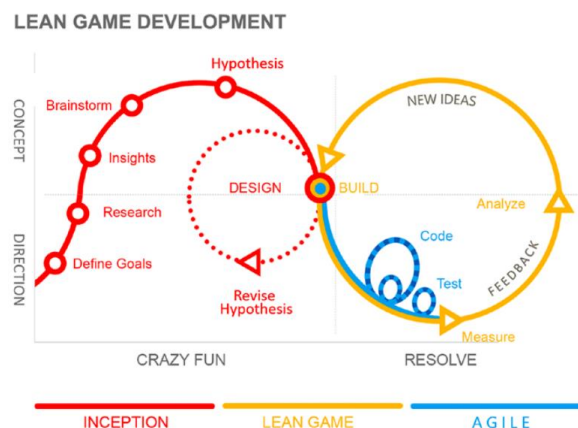 LEAN GAME DEVELOPMENT
CONCEPT
DIRECTION
Hypothesis
Brainstorm
Insights
Research
Define Goals
DESIGN
Revise
Hypothesis
BUILD
NEW IDEAS
Analyze
FEEDBACK
Code
Test
Measure
CRAZY FUN
RESOLVE
INCEPTION
LEAN GAME
AGILE